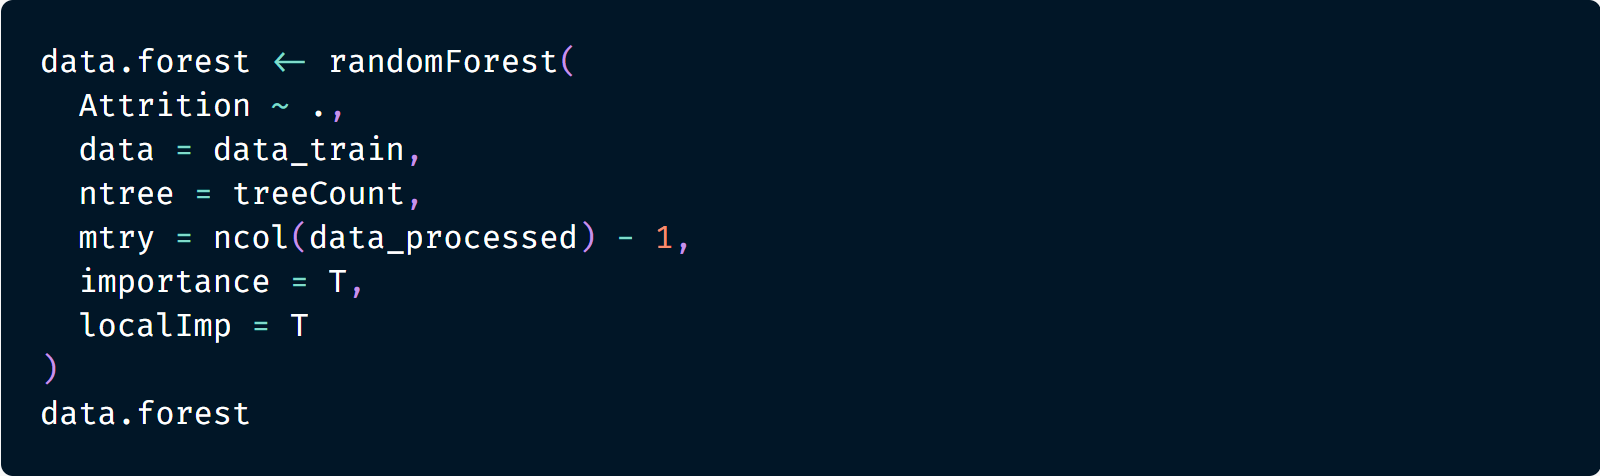 data.forest <- randomForest(
  Attrition ~ .,
  data = data_train,
  ntree = treeCount,
  mtry = ncol(data_processed) - 1,
  importance = T,
  localImp = T
)
data.forest